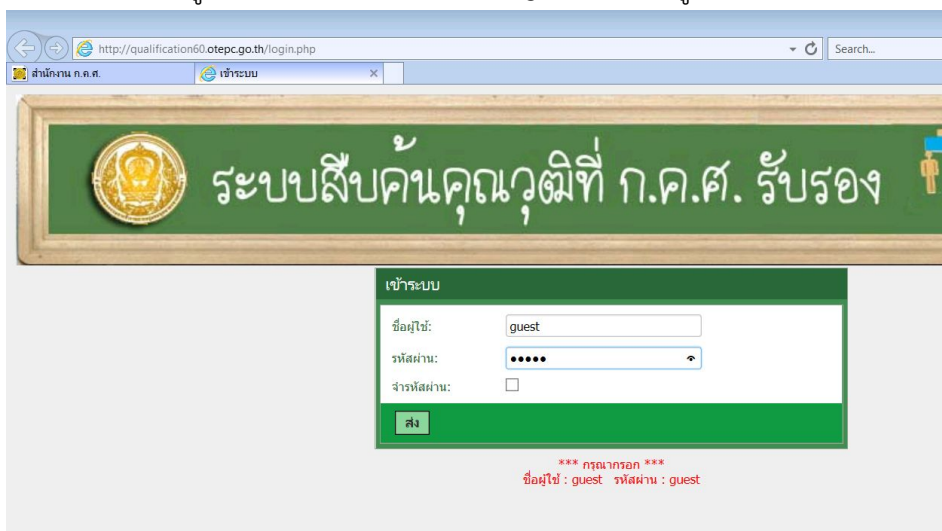 http://qualification60.otepc.go.th/login.php
Search...
สำนักงาน ก.ค.ศ.
เข้าระบบ
ระบบสืบค้นคุณวุฒิที่ ก.ค.ศ. รับรอง
เข้าระบบ
ชื่อผู้ใช้: guest
รหัสผ่าน: •••••
จำรหัสผ่าน:
ส่ง
*** กรุณากรอก ***
ชื่อผู้ใช้ : guest รหัสผ่าน : guest